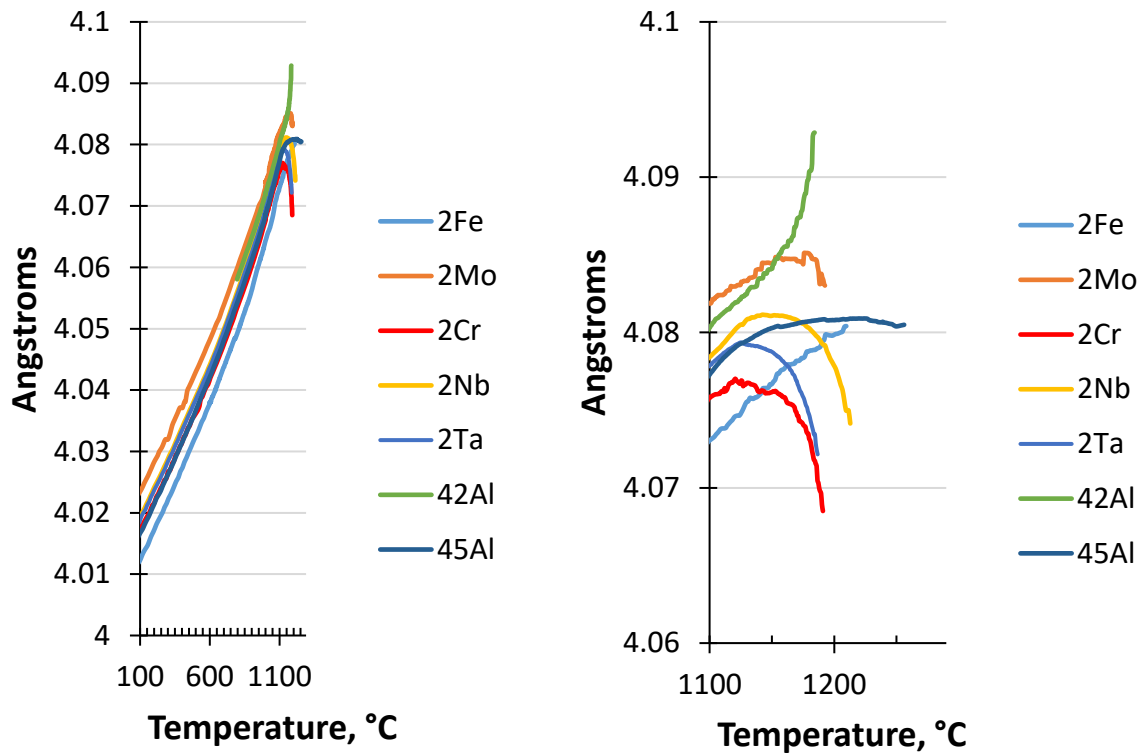 4.1
4.09
4.08
4.07
4.06
4.05
4.04
4.03
4.02
4.01
4
Angstroms
100 600 1100
Temperature, °C
2Fe
2Mo
2Cr
2Nb
2Ta
42Al
45Al
4.1
4.09
4.08
4.07
4.06
Angstroms
1100 1200
Temperature, °C
2Fe
2Mo
2Cr
2Nb
2Ta
42Al
45Al